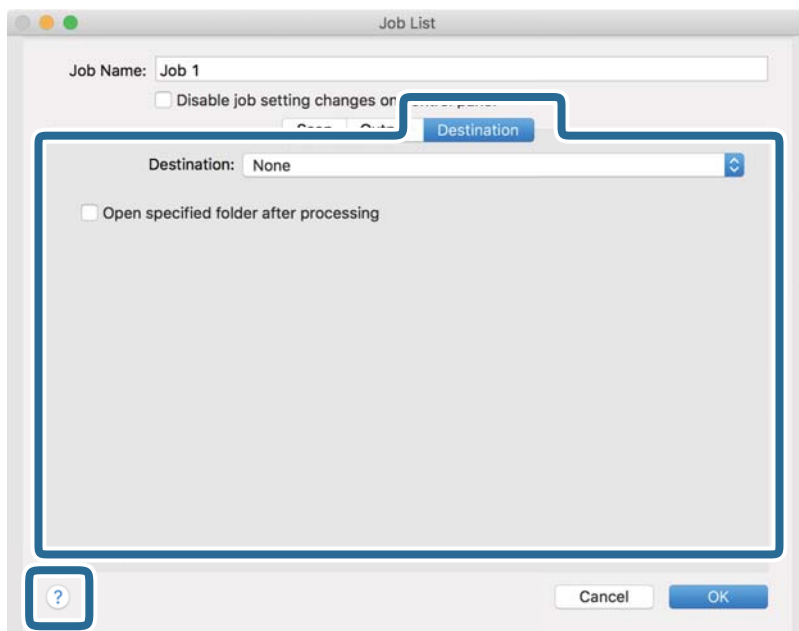 Job List
Job Name: Job 1
Disable job setting changes on
Destination
Destination: None
Open specified folder after processing
?
Cancel OK